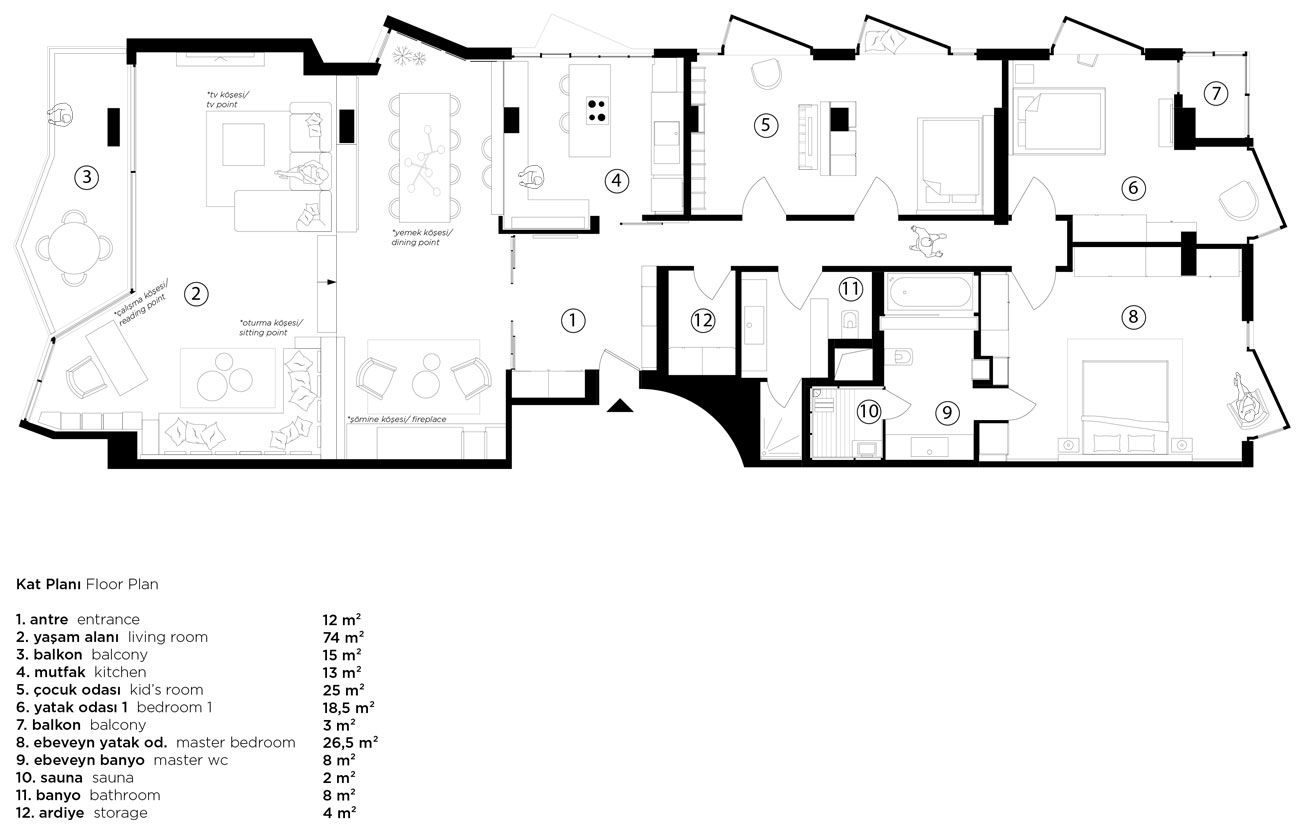 *tv köşesi/
tv point
3
*yemek köşesi/
dining point
4
5
6
7
*çalışma köşesi/
reading point
2
*oturma köşesi/
sitting point
1
12
11
8
*şömine köşesi/ fireplace
10
9
Kat Planı Floor Plan
1. antre entrance 12 m²
2. yaşam alanı living room 74 m²
3. balkon balcony 15 m²
4. mutfak kitchen 13 m²
5. çocuk odası kid's room 25 m²
6. yatak odası 1 bedroom 1 18,5 m²
7. balkon balcony 3 m²
8. ebeveyn yatak od. master bedroom 26,5 m²
9. ebeveyn banyo master wc 8 m²
10. sauna sauna 2 m²
11. banyo bathroom 8 m²
12. ardiye storage 4 m²